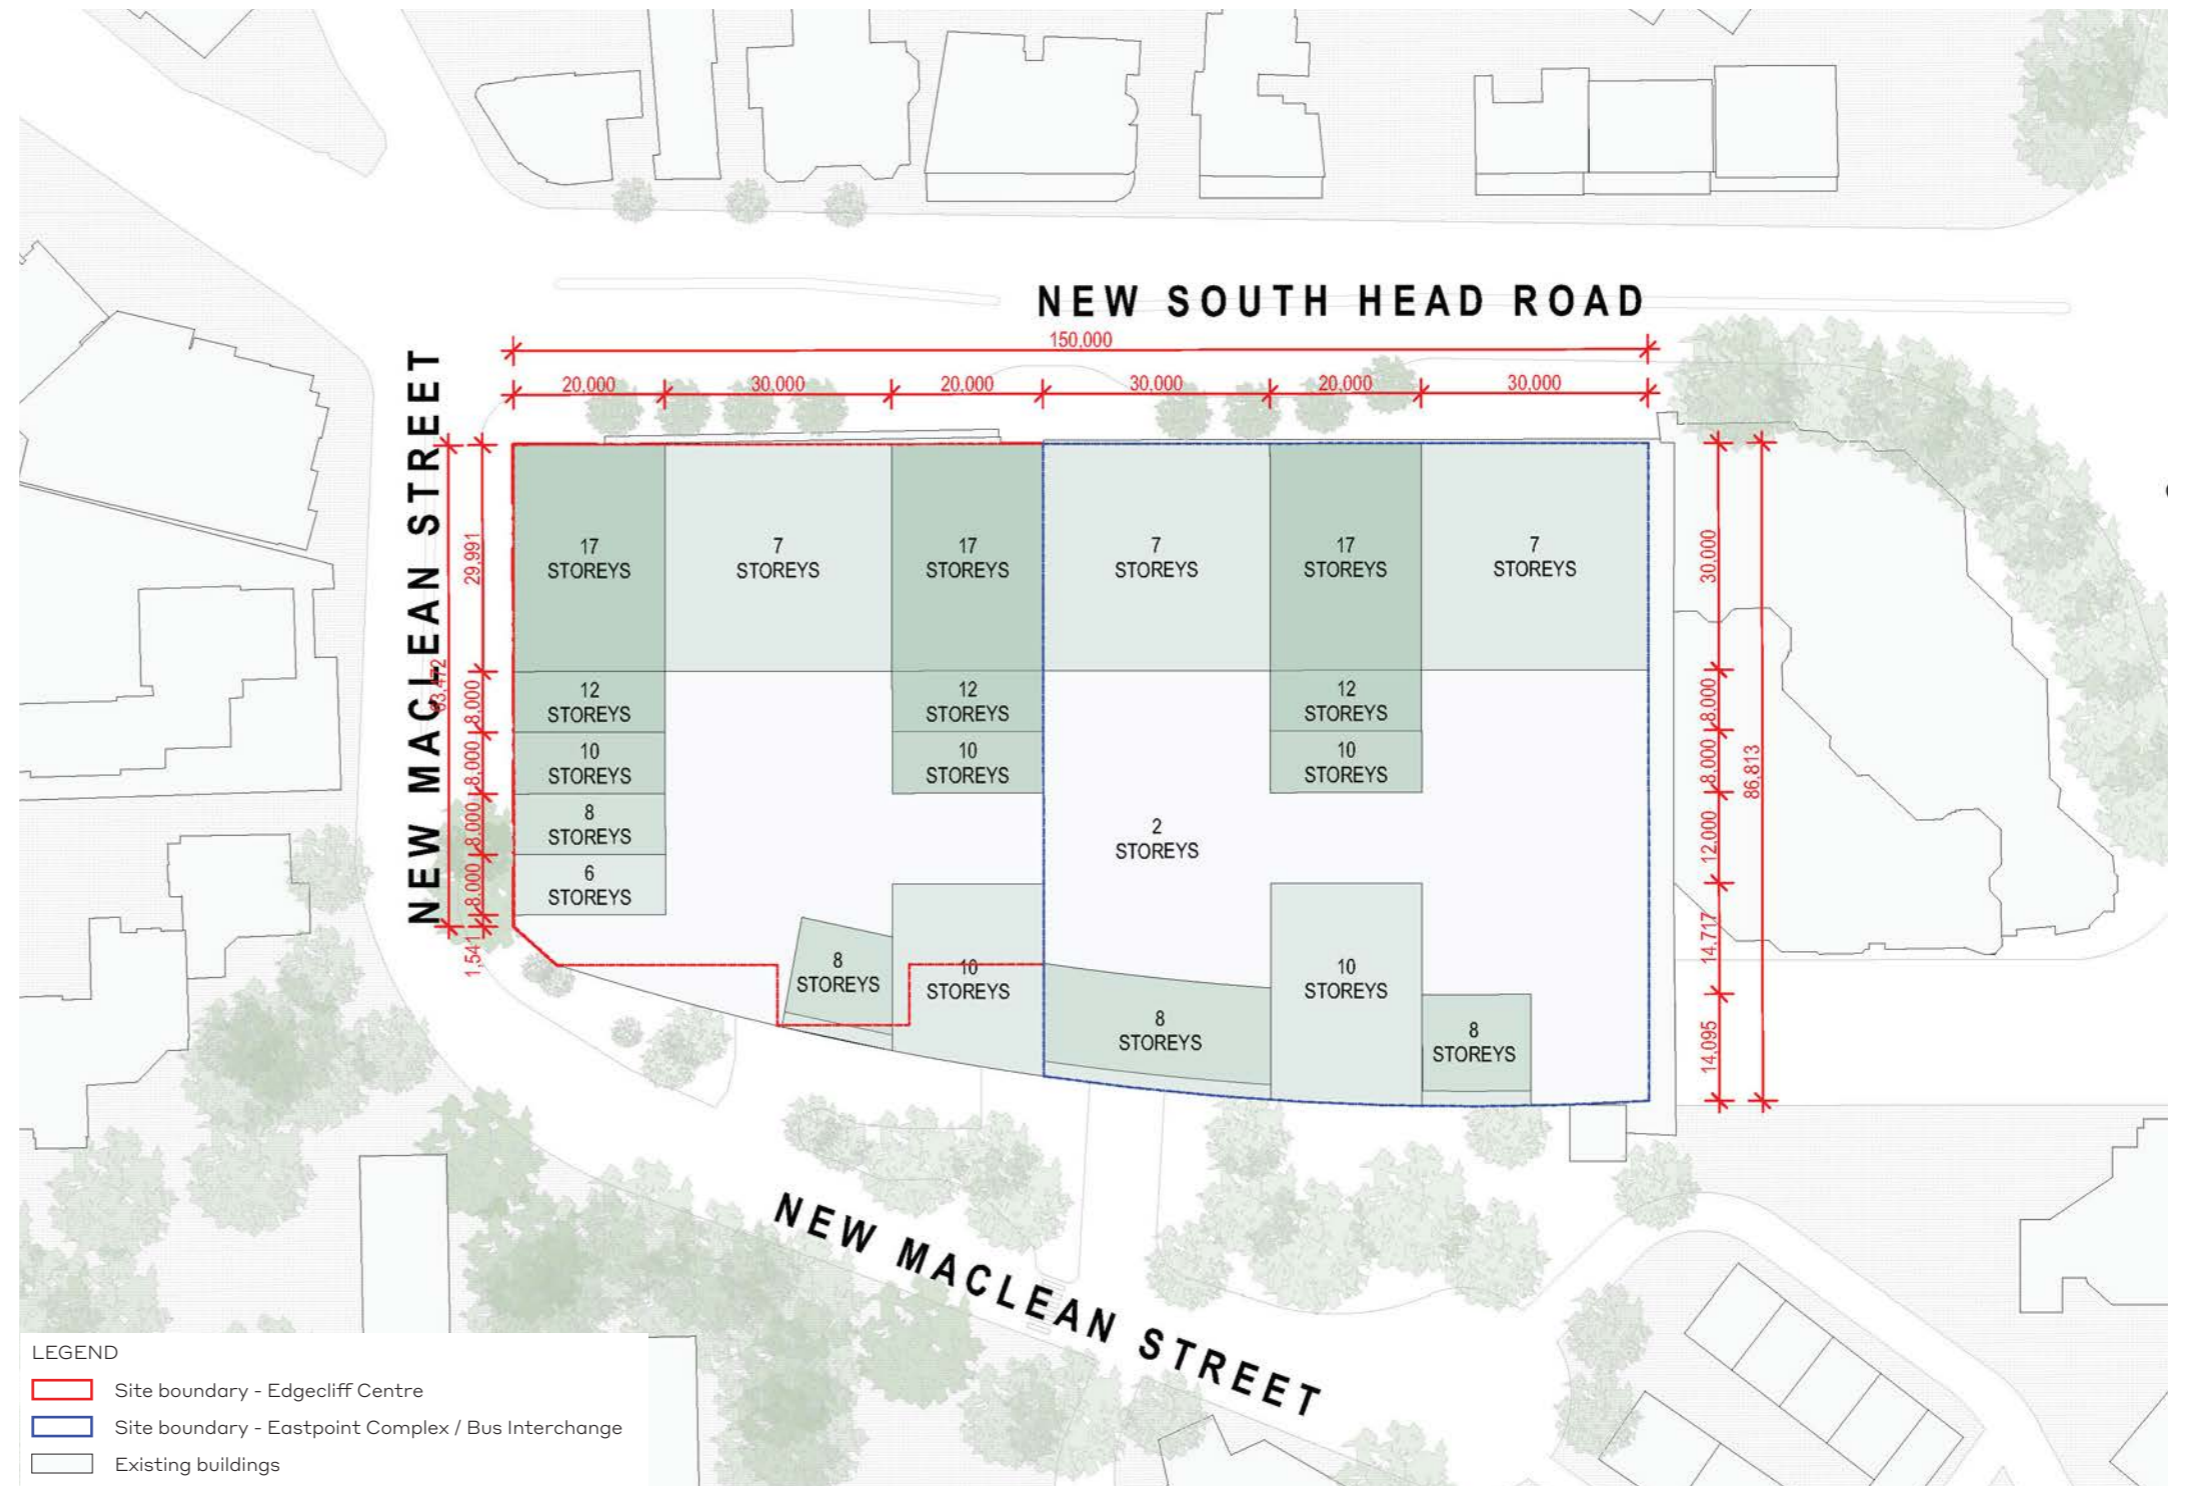 NEW SOUTH HEAD ROAD
150,000
20,000
30,000
20,000
30,000
20,000
30,000
NEW MACLEAN STREET
63,472
29,991
8,000
8,000
8,000
8,000
1,541
17
STOREYS
7
STOREYS
17
STOREYS
7
STOREYS
17
STOREYS
7
STOREYS
12
STOREYS
12
STOREYS
12
STOREYS
10
STOREYS
10
STOREYS
10
STOREYS
8
STOREYS
2
STOREYS
6
STOREYS
8
STOREYS
10
STOREYS
8
STOREYS
10
STOREYS
8
STOREYS
30,000
8,000
8,000
12,000
14,717
14,095
86,813
NEW MACLEAN STREET
LEGEND
Site boundary - Edgecliff Centre
Site boundary - Eastpoint Complex / Bus Interchange
Existing buildings